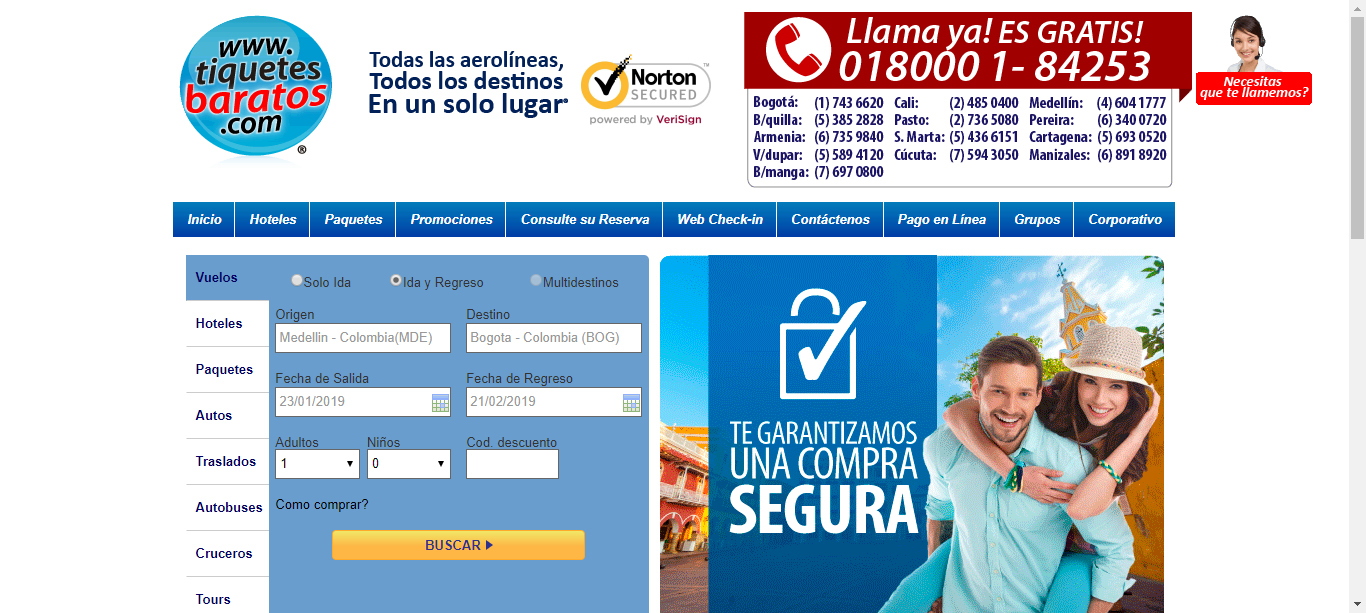 www.
tiquetes
baratos
.com
®
Todas las aerolíneas,
Todos los destinos
En un solo lugar®
Norton™
SECURED
powered by VeriSign
Llama ya! ES GRATIS!
018000 1- 84253
Bogotá: (1) 743 6620 Cali: (2) 485 0400 Medellín: (4) 604 1777
B/quilla: (5) 385 2828 Pasto: (2) 736 5080 Pereira: (6) 340 0720
Armenia: (6) 735 9840 S. Marta: (5) 436 6151 Cartagena: (5) 693 0520
V/dupar: (5) 589 4120 Cúcuta: (7) 594 3050 Manizales: (6) 891 8920
B/manga: (7) 697 0800
Necesitas
que te llamemos?
Inicio Hoteles Paquetes Promociones Consulte su Reserva Web Check-in Contáctenos Pago en Línea Grupos Corporativo
Vuelos
Hoteles
Paquetes
Autos
Traslados
Autobuses
Cruceros
Tours
Solo Ida Ida y Regreso Multidestinos
Origen Destino
Medellin - Colombia(MDE) Bogota - Colombia (BOG)
Fecha de Salida Fecha de Regreso
23/01/2019 21/02/2019
Adultos Niños Cod. descuento
1 0
Como comprar?
BUSCAR
TE GARANTIZAMOS
UNA COMPRA
SEGURA